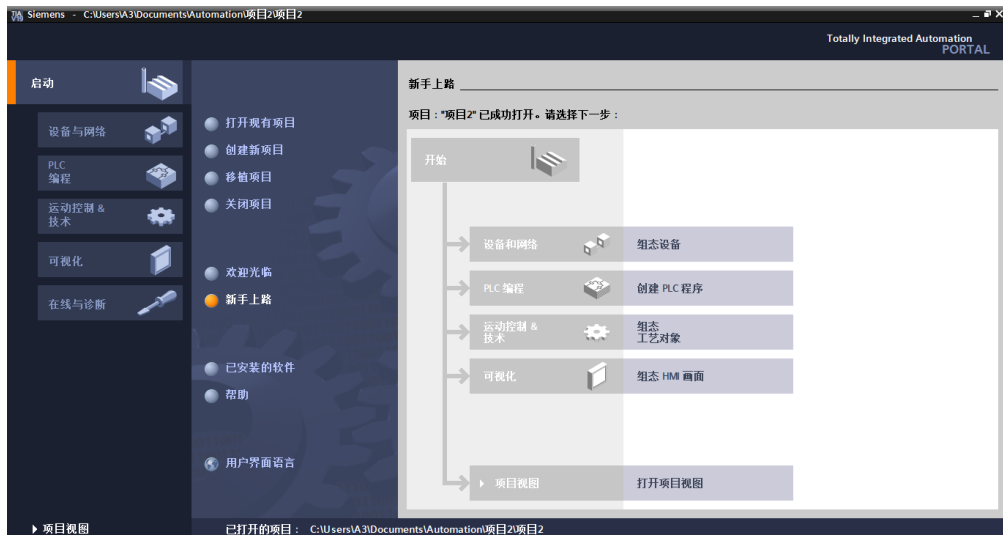 Siemens - C:\Users\A3\Documents\Automation\项目2\项目2
Totally Integrated Automation
PORTAL
启动
设备与网络
PLC
编程
运动控制 &
技术
可视化
在线与诊断
打开现有项目
创建新项目
移植项目
关闭项目
欢迎光临
新手上路
已安装的软件
帮助
用户界面语言
新手上路
项目："项目2" 已成功打开。请选择下一步：
开始
设备和网络
组态设备
PLC 编程
创建 PLC 程序
运动控制 &
技术
组态
工艺对象
可视化
组态 HMI 画面
项目视图
打开项目视图
项目视图
已打开的项目： C:\Users\A3\Documents\Automation\项目2\项目2